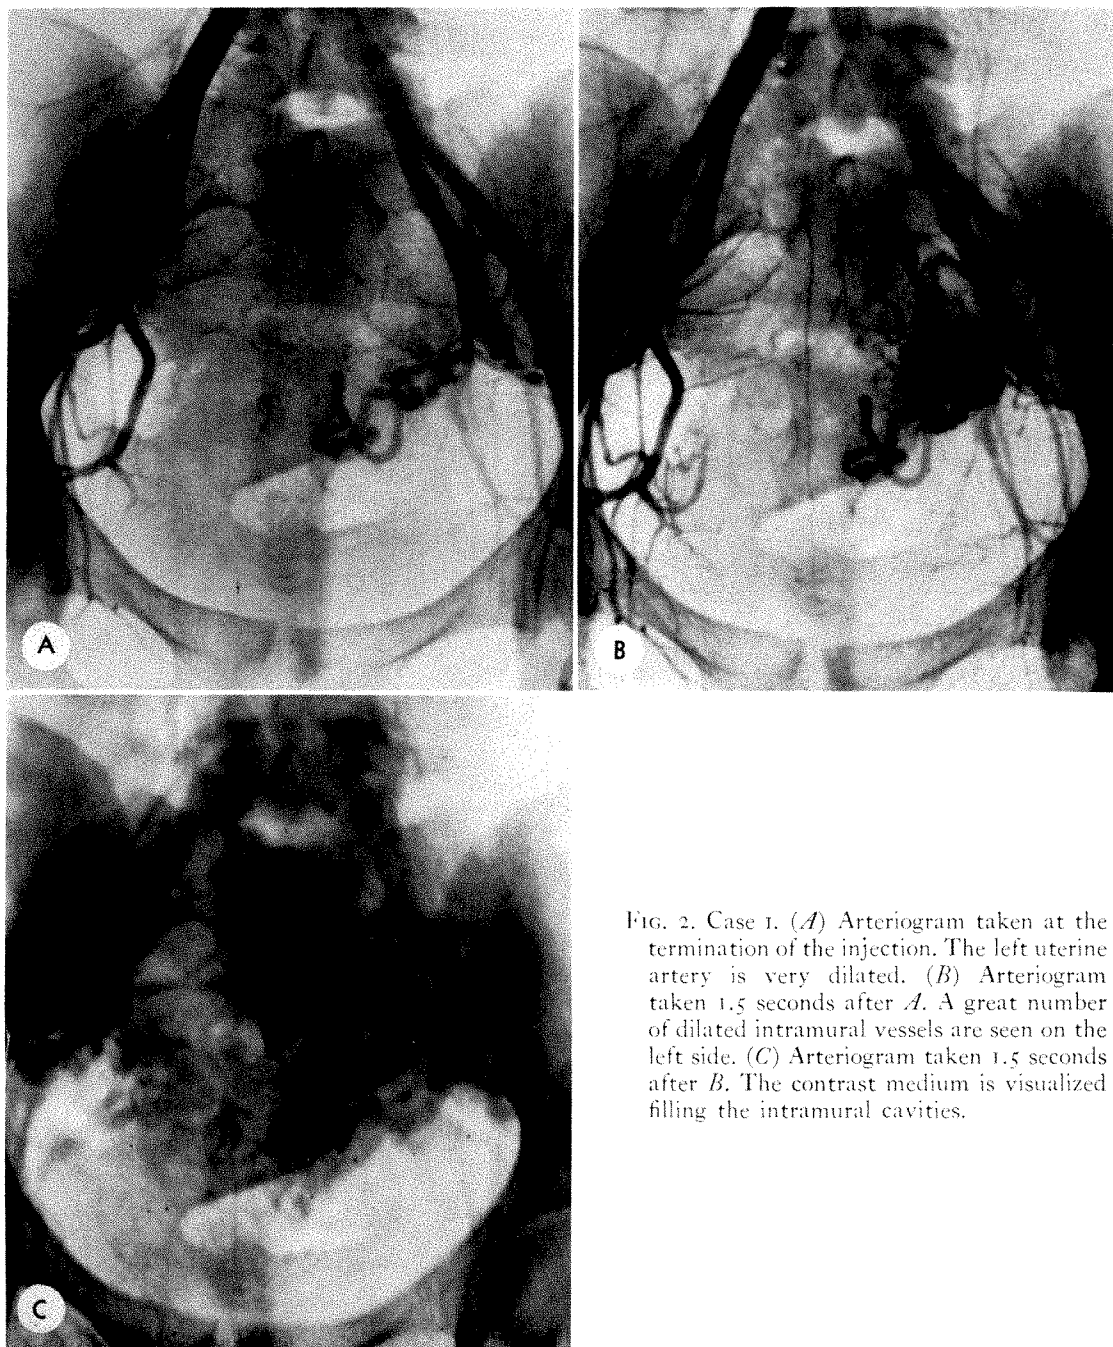 A
B
C
FIG. 2. Case 1. (A) Arteriogram taken at the
termination of the injection. The left uterine
artery is very dilated. (B) Arteriogram
taken 1.5 seconds after A. A great number
of dilated intramural vessels are seen on the
left side. (C) Arteriogram taken 1.5 seconds
after B. The contrast medium is visualized
filling the intramural cavities.